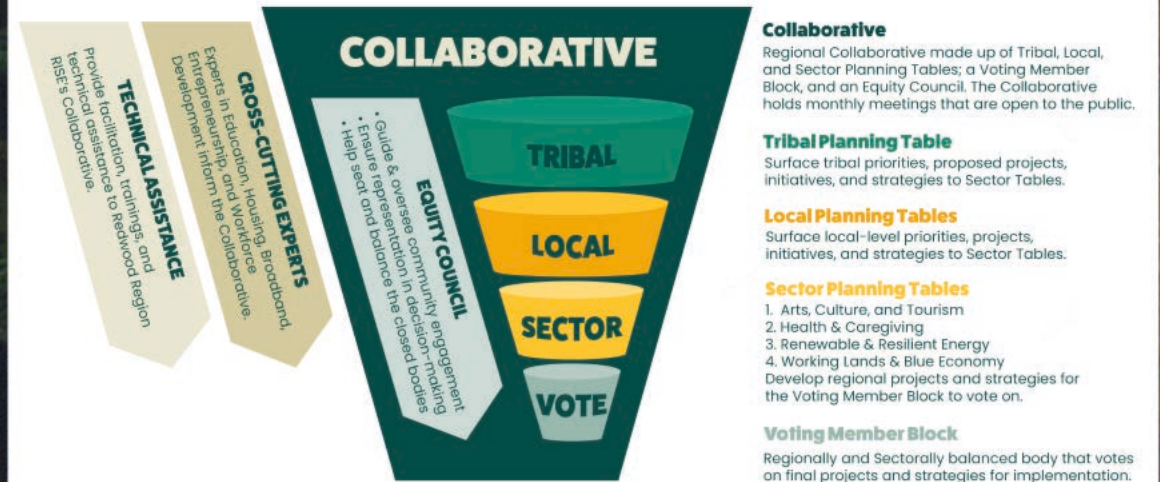 TECHNICAL ASSISTANCE
Provide facilitation, trainings, and
technical assistance to Redwood Region
RISE's Collaborative.
CROSS-CUTTING EXPERTS
Experts in Education, Housing, Broadband,
Entrepreneurship, and Workforce
Development inform the Collaborative.
COLLABORATIVE
EQUITY COUNCIL
• Guide & oversee community engagement
• Ensure representation in decision-making
• Help seat and balance the closed bodies
TRIBAL
LOCAL
SECTOR
VOTE
Collaborative
Regional Collaborative made up of Tribal, Local,
and Sector Planning Tables; a Voting Member
Block, and an Equity Council. The Collaborative
holds monthly meetings that are open to the public.
Tribal Planning Table
Surface tribal priorities, proposed projects,
initiatives, and strategies to Sector Tables.
Local Planning Tables
Surface local-level priorities, projects,
initiatives, and strategies to Sector Tables.
Sector Planning Tables
1. Arts, Culture, and Tourism
2. Health & Caregiving
3. Renewable & Resilient Energy
4. Working Lands & Blue Economy
Develop regional projects and strategies for
the Voting Member Block to vote on.
Voting Member Block
Regionally and Sectorally balanced body that votes
on final projects and strategies for implementation.